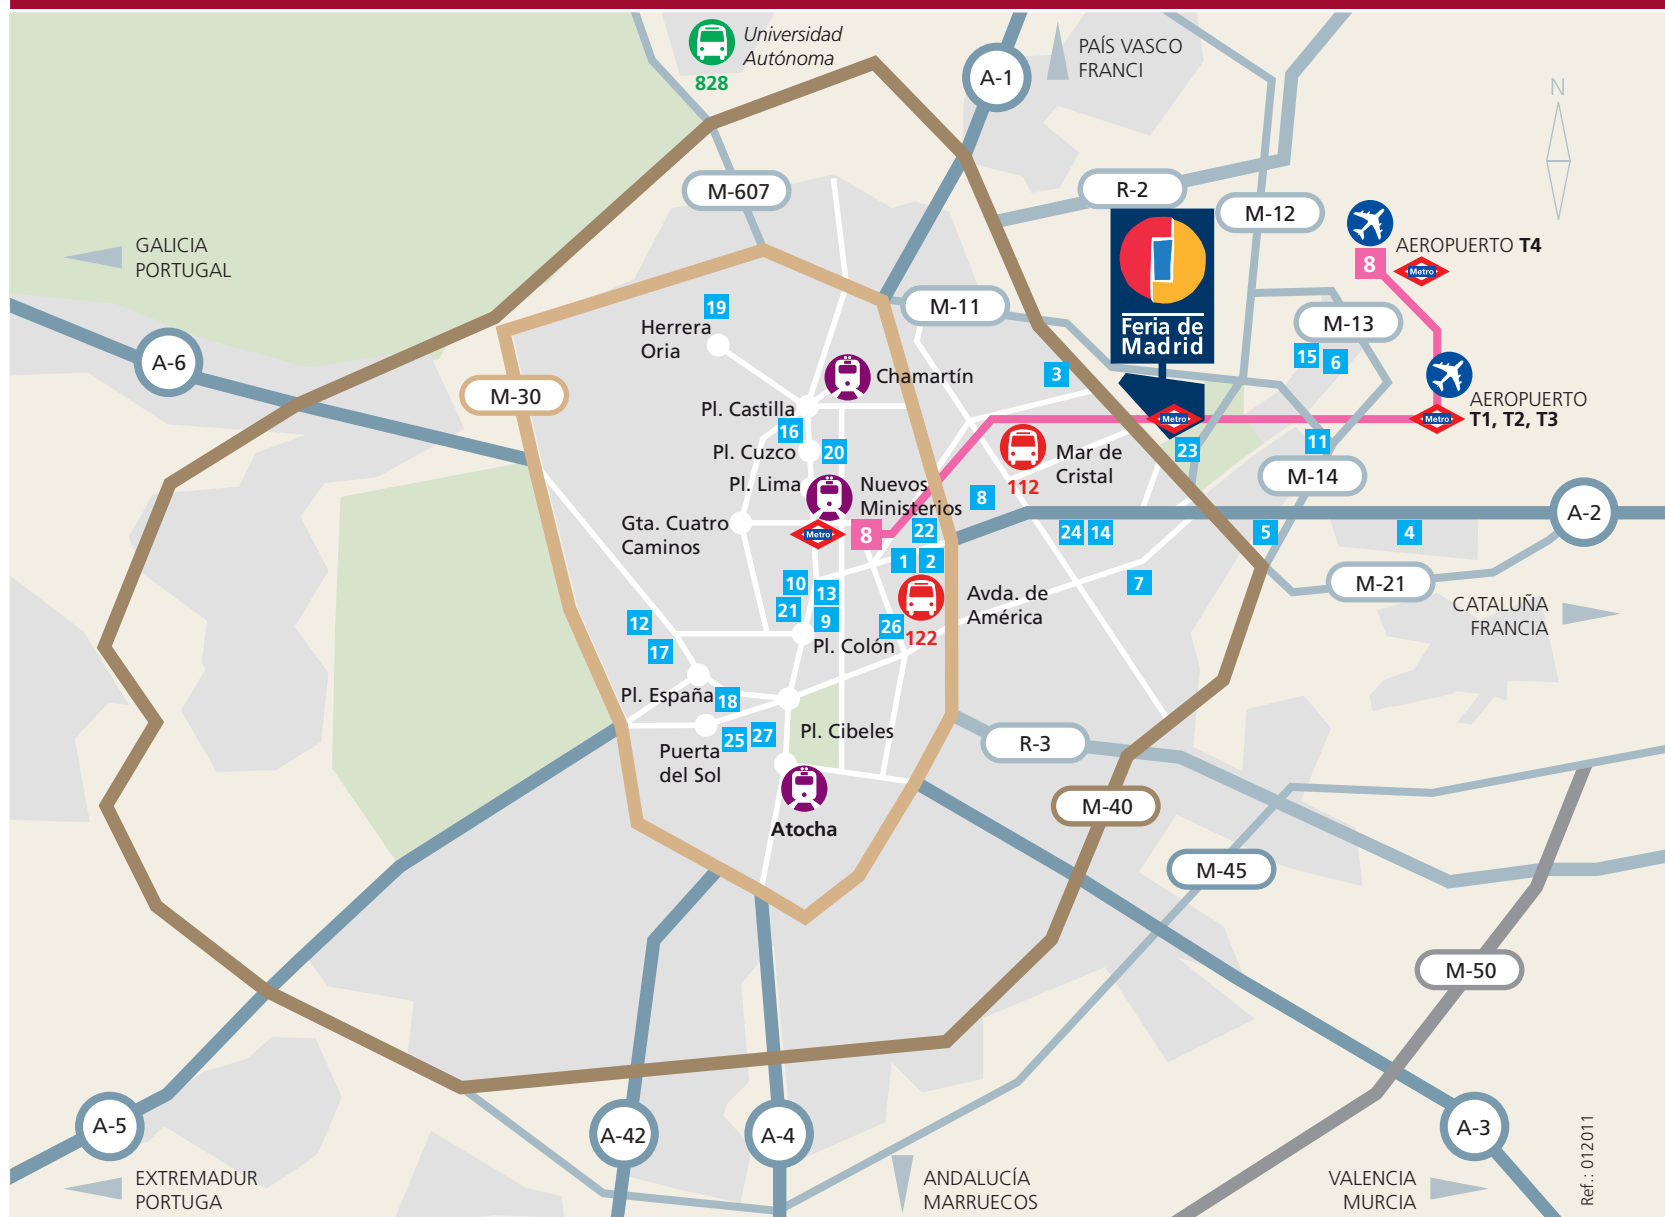 Universidad
Autónoma
828
A-1
PAÍS VASCO
FRANCI
N
M-607
R-2
M-12
GALICIA
PORTUGAL
AEROPUERTO T4
8
Metro
M-11
Feria de
Madrid
M-13
19
Herrera
Oria
15
6
A-6
3
Chamartín
M-30
AEROPUERTO
T1, T2, T3
Metro
Metro
Pl. Castilla
16
Pl. Cuzco
20
Mar de
Cristal
112
23
11
M-14
Pl. Lima
Nuevos
Ministerios
8
Gta. Cuatro
Caminos
Metro
8
22
24
14
5
4
A-2
1
2
10
13
21
9
7
M-21
Avda. de
América
CATALUÑA
FRANCIA
12
26
122
17
Pl. Colón
Pl. España
18
25
27
Pl. Cibeles
Puerta
del Sol
R-3
Atocha
M-40
M-45
M-50
A-5
A-42
A-4
A-3
EXTREMADUR
PORTUGA
ANDALUCÍA
MARRUECOS
VALENCIA
MURCIA
Ref.: 012011